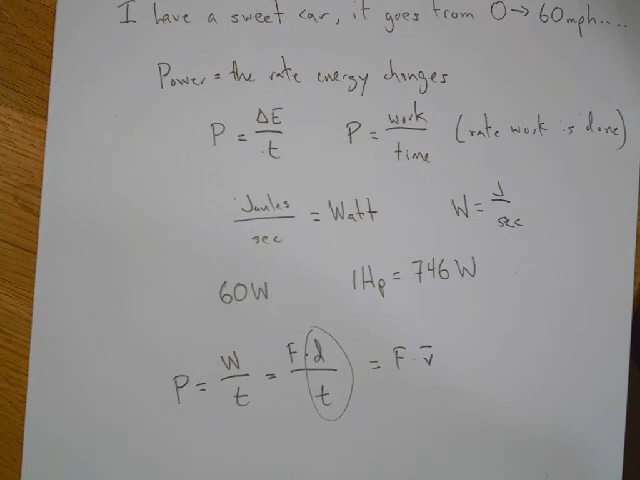 I have a sweet car, it goes from 0→60mph....
Power = the rate energy changes
P = ΔE/t P = work/time (rate work is done)
Joules/sec = Watt W = J/sec
60W 1Hp = 746W
P = W/t = F·d/t = F·v̄